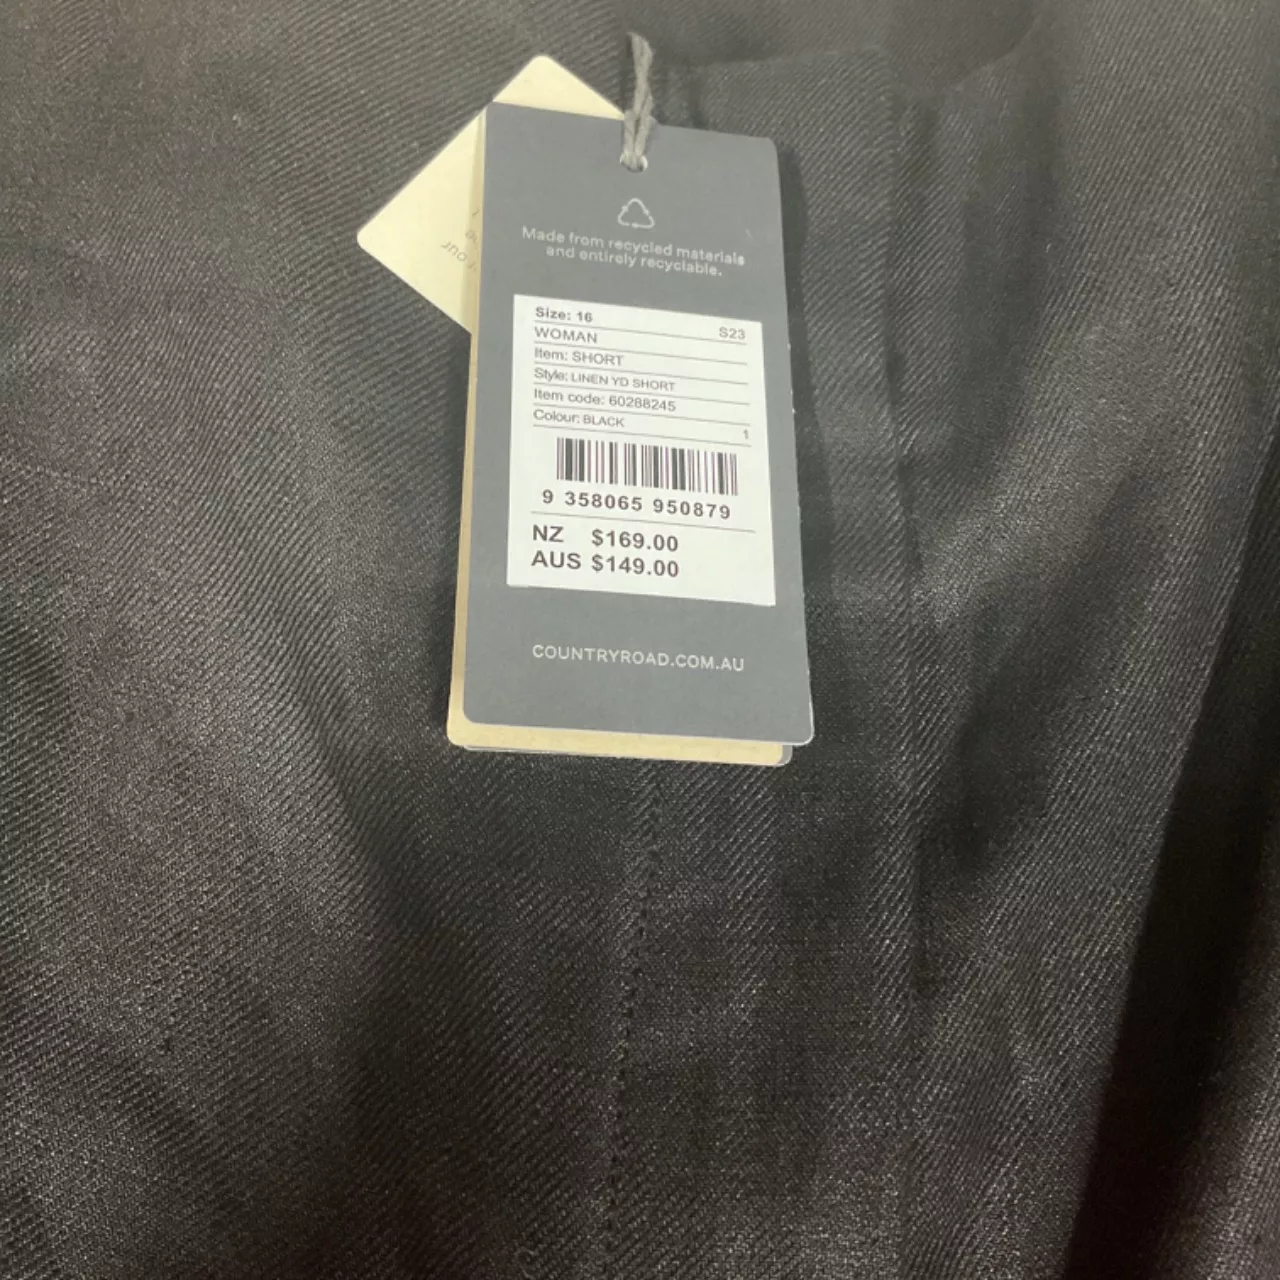 Made from recycled materials
and entirely recyclable.
Size: 16 S23
WOMAN
Item: SHORT
Style: LINEN YD SHORT
Item code: 60288245
Colour: BLACK 1
9 358065 950879
NZ $169.00
AUS $149.00
COUNTRYROAD.COM.AU